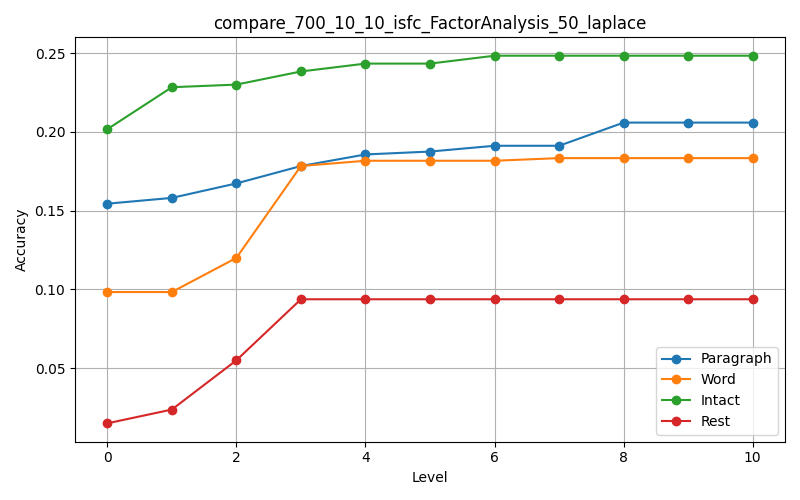 compare_700_10_10_isfc_FactorAnalysis_50_laplace
0.25
0.20
0.15
0.10
0.05
Accuracy
0
2
4
6
8
10
Level
Paragraph
Word
Intact
Rest